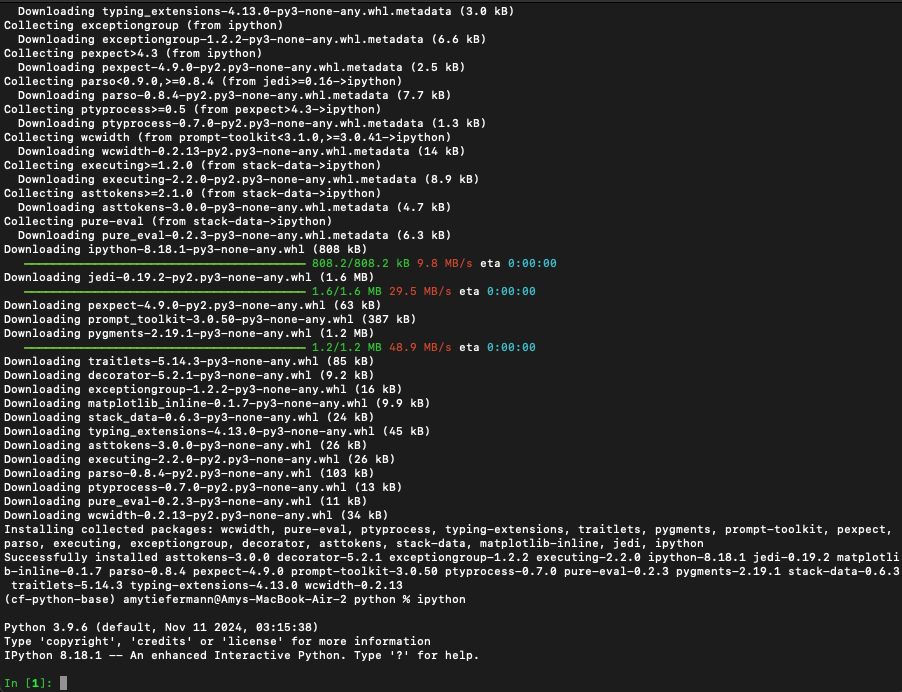 Downloading typing_extensions-4.13.0-py3-none-any.whl.metadata (3.0 kB)
Collecting exceptiongroup (from ipython)
Downloading exceptiongroup-1.2.2-py3-none-any.whl.metadata (6.6 kB)
Collecting pexpect>4.3 (from ipython)
Downloading pexpect-4.9.0-py2.py3-none-any.whl.metadata (2.5 kB)
Collecting parso<0.9.0,>=0.8.4 (from jedi>=0.16->ipython)
Downloading parso-0.8.4-py2.py3-none-any.whl.metadata (7.7 kB)
Collecting ptyprocess>=0.5 (from pexpect>4.3->ipython)
Downloading ptyprocess-0.7.0-py2.py3-none-any.whl.metadata (1.3 kB)
Collecting wcwidth (from prompt-toolkit<3.1.0,>=3.0.41->ipython)
Downloading wcwidth-0.2.13-py2.py3-none-any.whl.metadata (14 kB)
Collecting executing>=1.2.0 (from stack-data->ipython)
Downloading executing-2.2.0-py2.py3-none-any.whl.metadata (8.9 kB)
Collecting asttokens>=2.1.0 (from stack-data->ipython)
Downloading asttokens-3.0.0-py3-none-any.whl.metadata (4.7 kB)
Collecting pure-eval (from stack-data->ipython)
Downloading pure_eval-0.2.3-py3-none-any.whl.metadata (6.3 kB)
Downloading ipython-8.18.1-py3-none-any.whl (808 kB)
808.2/808.2 kB 9.8 MB/s eta 0:00:00
Downloading jedi-0.19.2-py2.py3-none-any.whl (1.6 MB)
1.6/1.6 MB 29.5 MB/s eta 0:00:00
Downloading pexpect-4.9.0-py2.py3-none-any.whl (63 kB)
Downloading prompt_toolkit-3.0.50-py3-none-any.whl (387 kB)
Downloading pygments-2.19.1-py3-none-any.whl (1.2 MB)
1.2/1.2 MB 48.9 MB/s eta 0:00:00
Downloading traitlets-5.14.3-py3-none-any.whl (85 kB)
Downloading decorator-5.2.1-py3-none-any.whl (9.2 kB)
Downloading exceptiongroup-1.2.2-py3-none-any.whl (16 kB)
Downloading matplotlib_inline-0.1.7-py3-none-any.whl (9.9 kB)
Downloading stack_data-0.6.3-py3-none-any.whl (24 kB)
Downloading typing_extensions-4.13.0-py3-none-any.whl (45 kB)
Downloading asttokens-3.0.0-py3-none-any.whl (26 kB)
Downloading executing-2.2.0-py2.py3-none-any.whl (26 kB)
Downloading parso-0.8.4-py2.py3-none-any.whl (103 kB)
Downloading ptyprocess-0.7.0-py2.py3-none-any.whl (13 kB)
Downloading pure_eval-0.2.3-py3-none-any.whl (11 kB)
Downloading wcwidth-0.2.13-py2.py3-none-any.whl (34 kB)
Installing collected packages: wcwidth, pure-eval, ptyprocess, typing-extensions, traitlets, pygments, prompt-toolkit, pexpect,
parso, executing, exceptiongroup, decorator, asttokens, stack-data, matplotlib-inline, jedi, ipython
Successfully installed asttokens-3.0.0 decorator-5.2.1 exceptiongroup-1.2.2 executing-2.2.0 ipython-8.18.1 jedi-0.19.2 matplotli
b-inline-0.1.7 parso-0.8.4 pexpect-4.9.0 prompt-toolkit-3.0.50 ptyprocess-0.7.0 pure-eval-0.2.3 pygments-2.19.1 stack-data-0.6.3
traitlets-5.14.3 typing-extensions-4.13.0 wcwidth-0.2.13
(cf-python-base) amytiefermann@Amys-MacBook-Air-2 python % ipython
Python 3.9.6 (default, Nov 11 2024, 03:15:38)
Type 'copyright', 'credits' or 'license' for more information
IPython 8.18.1 -- An enhanced Interactive Python. Type '?' for help.
In [1]: